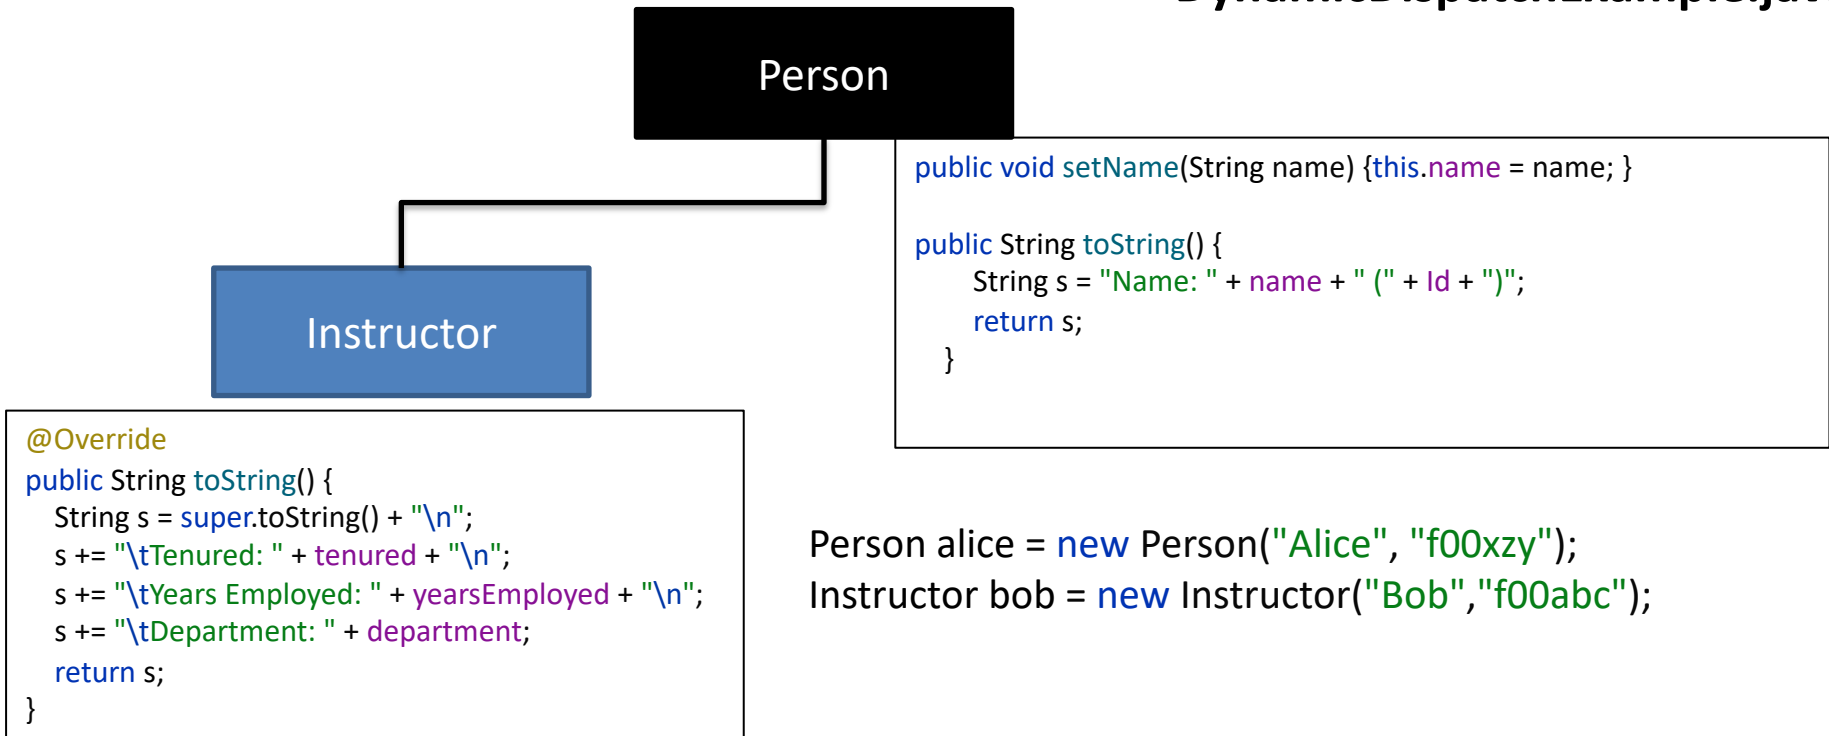 Person
public void setName(String name) {this.name = name; }
public String toString() {
String s = "Name: " + name + " (" + Id + ")";
return s;
}
Instructor
@Override
public String toString() {
String s = super.toString() + "\n";
s += "\tTenured: " + tenured + "\n";
s += "\tYears Employed: " + yearsEmployed + "\n";
s += "\tDepartment: " + department;
return s;
}
Person alice = new Person("Alice", "f00xzy");
Instructor bob = new Instructor("Bob","f00abc");